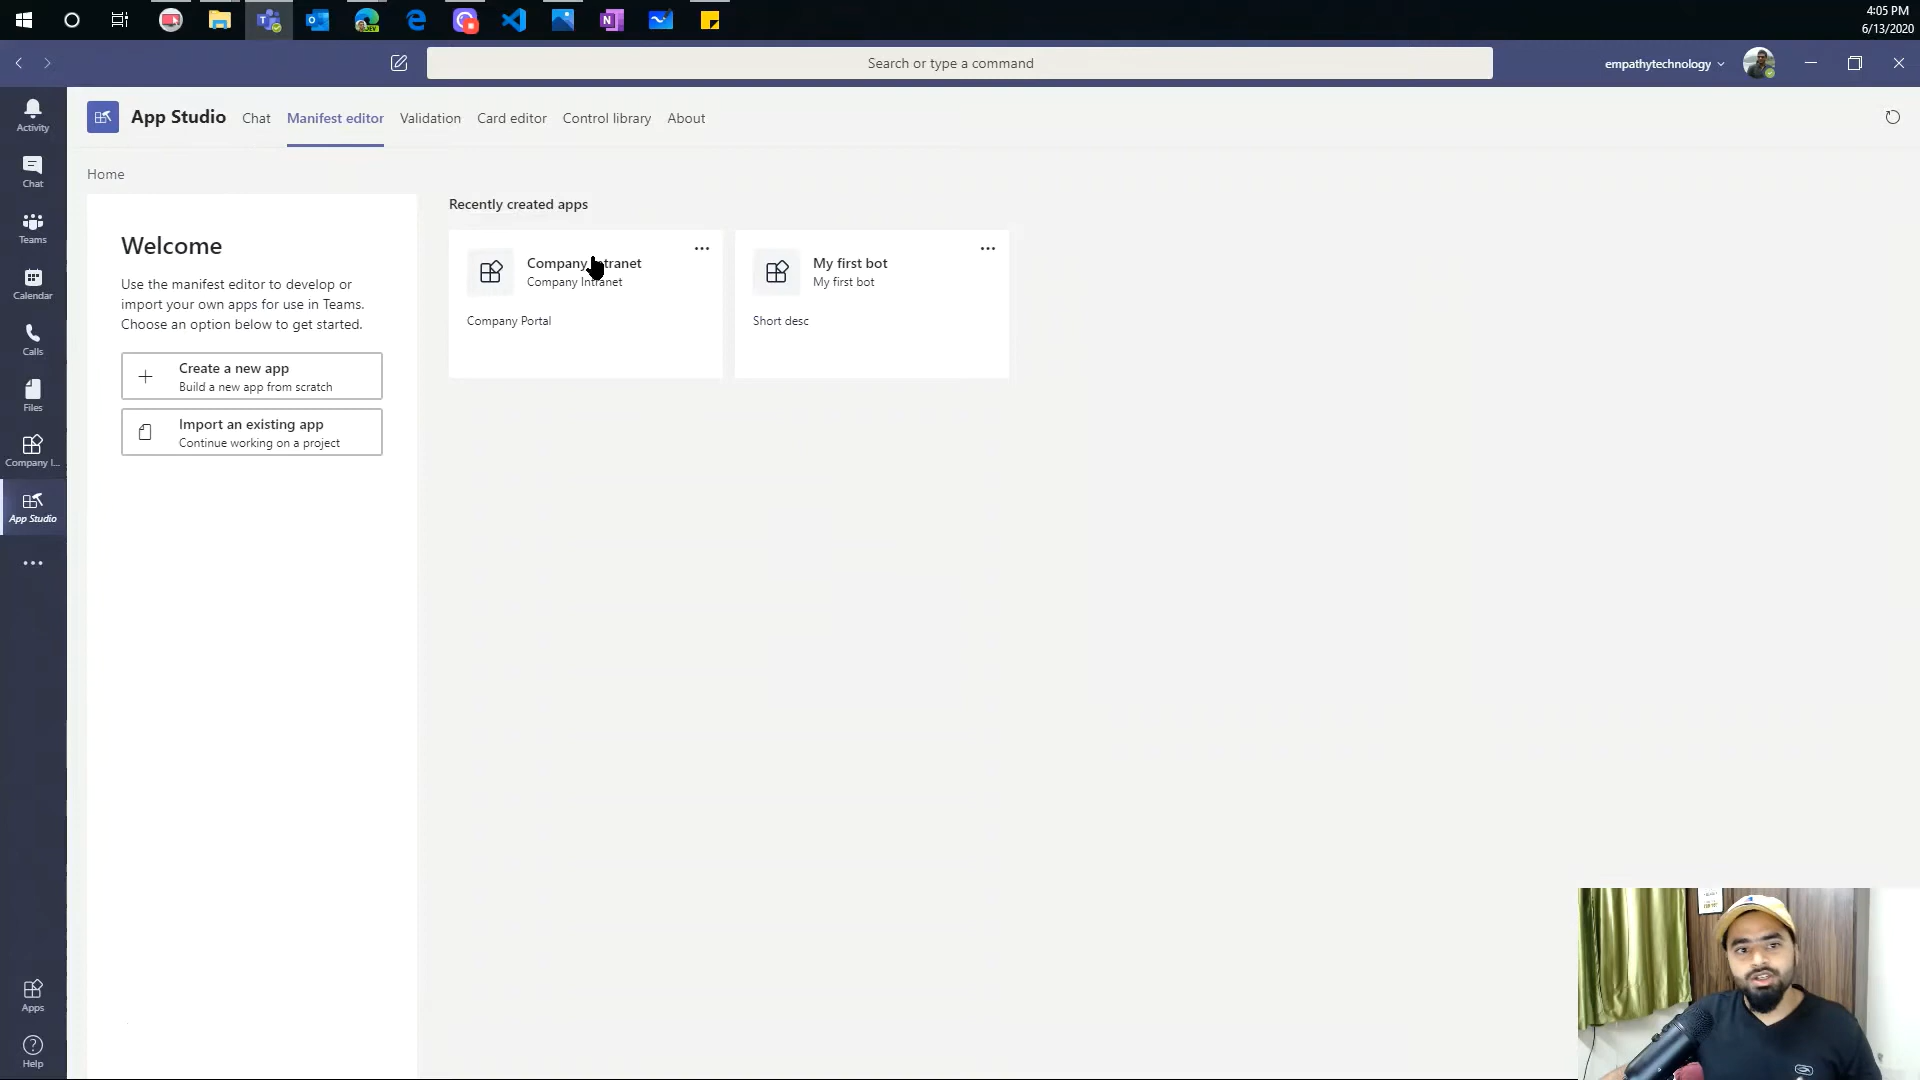 4:05 PM
6/13/2020
Search or type a command
empathytechnology
Activity
Chat
Teams
Calendar
Calls
Files
Company I...
App Studio
Apps
Help
App Studio
Chat
Manifest editor
Validation
Card editor
Control library
About
Home
Welcome
Use the manifest editor to develop or
import your own apps for use in Teams.
Choose an option below to get started.
Create a new app
Build a new app from scratch
Import an existing app
Continue working on a project
Recently created apps
Company Intranet
Company Intranet
Company Portal
My first bot
My first bot
Short desc